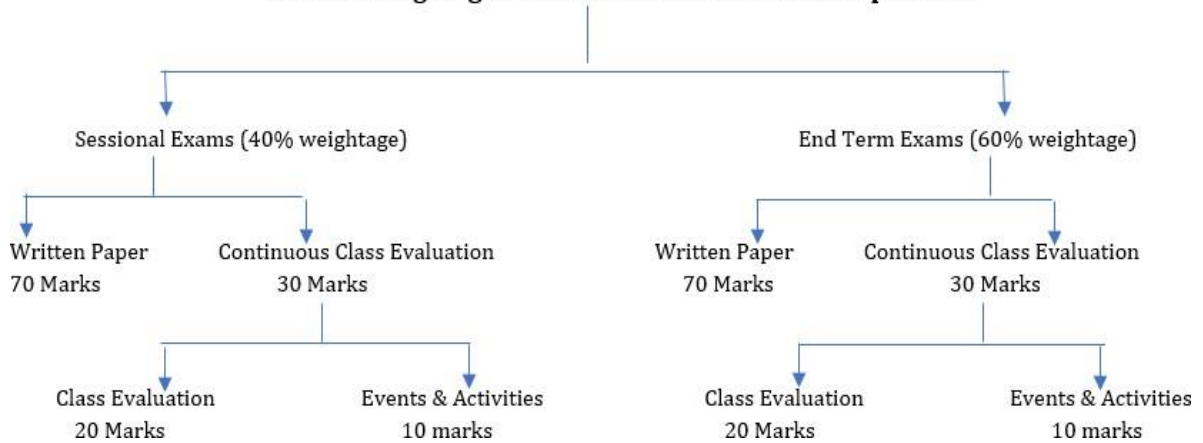 Sessional Exams (40% weightage)
End Term Exams (60% weightage)
Written Paper
70 Marks
Continuous Class Evaluation
30 Marks
Written Paper
70 Marks
Continuous Class Evaluation
30 Marks
Class Evaluation
20 Marks
Events & Activities
10 marks
Class Evaluation
20 Marks
Events & Activities
10 marks